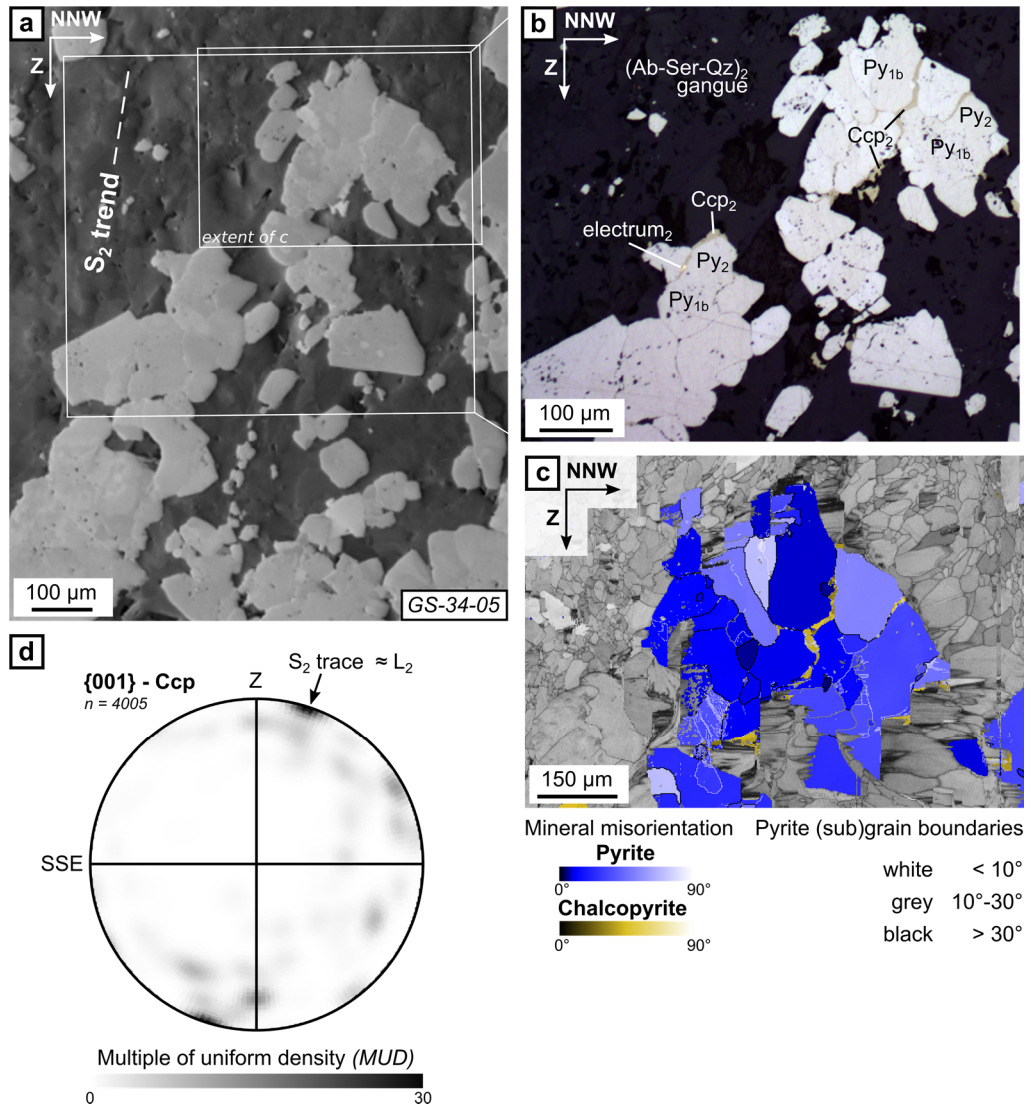 a
NNW
Z
S2 trend
extent of c
100 µm
GS-34-05
b
NNW
Z
(Ab-Ser-Qz)2
gangue
Py1b
Py2
Ccp2
Py1b
Ccp2
electrum2
Py2
Py1b
100 µm
c
NNW
Z
150 µm
Mineral misorientation
Pyrite
0° 90°
Chalcopyrite
0° 90°
Pyrite (sub)grain boundaries
white < 10°
grey 10°-30°
black > 30°
d
{001} - Ccp
n = 4005
Z
S2 trace ≈ L2
SSE
Multiple of uniform density (MUD)
0 30